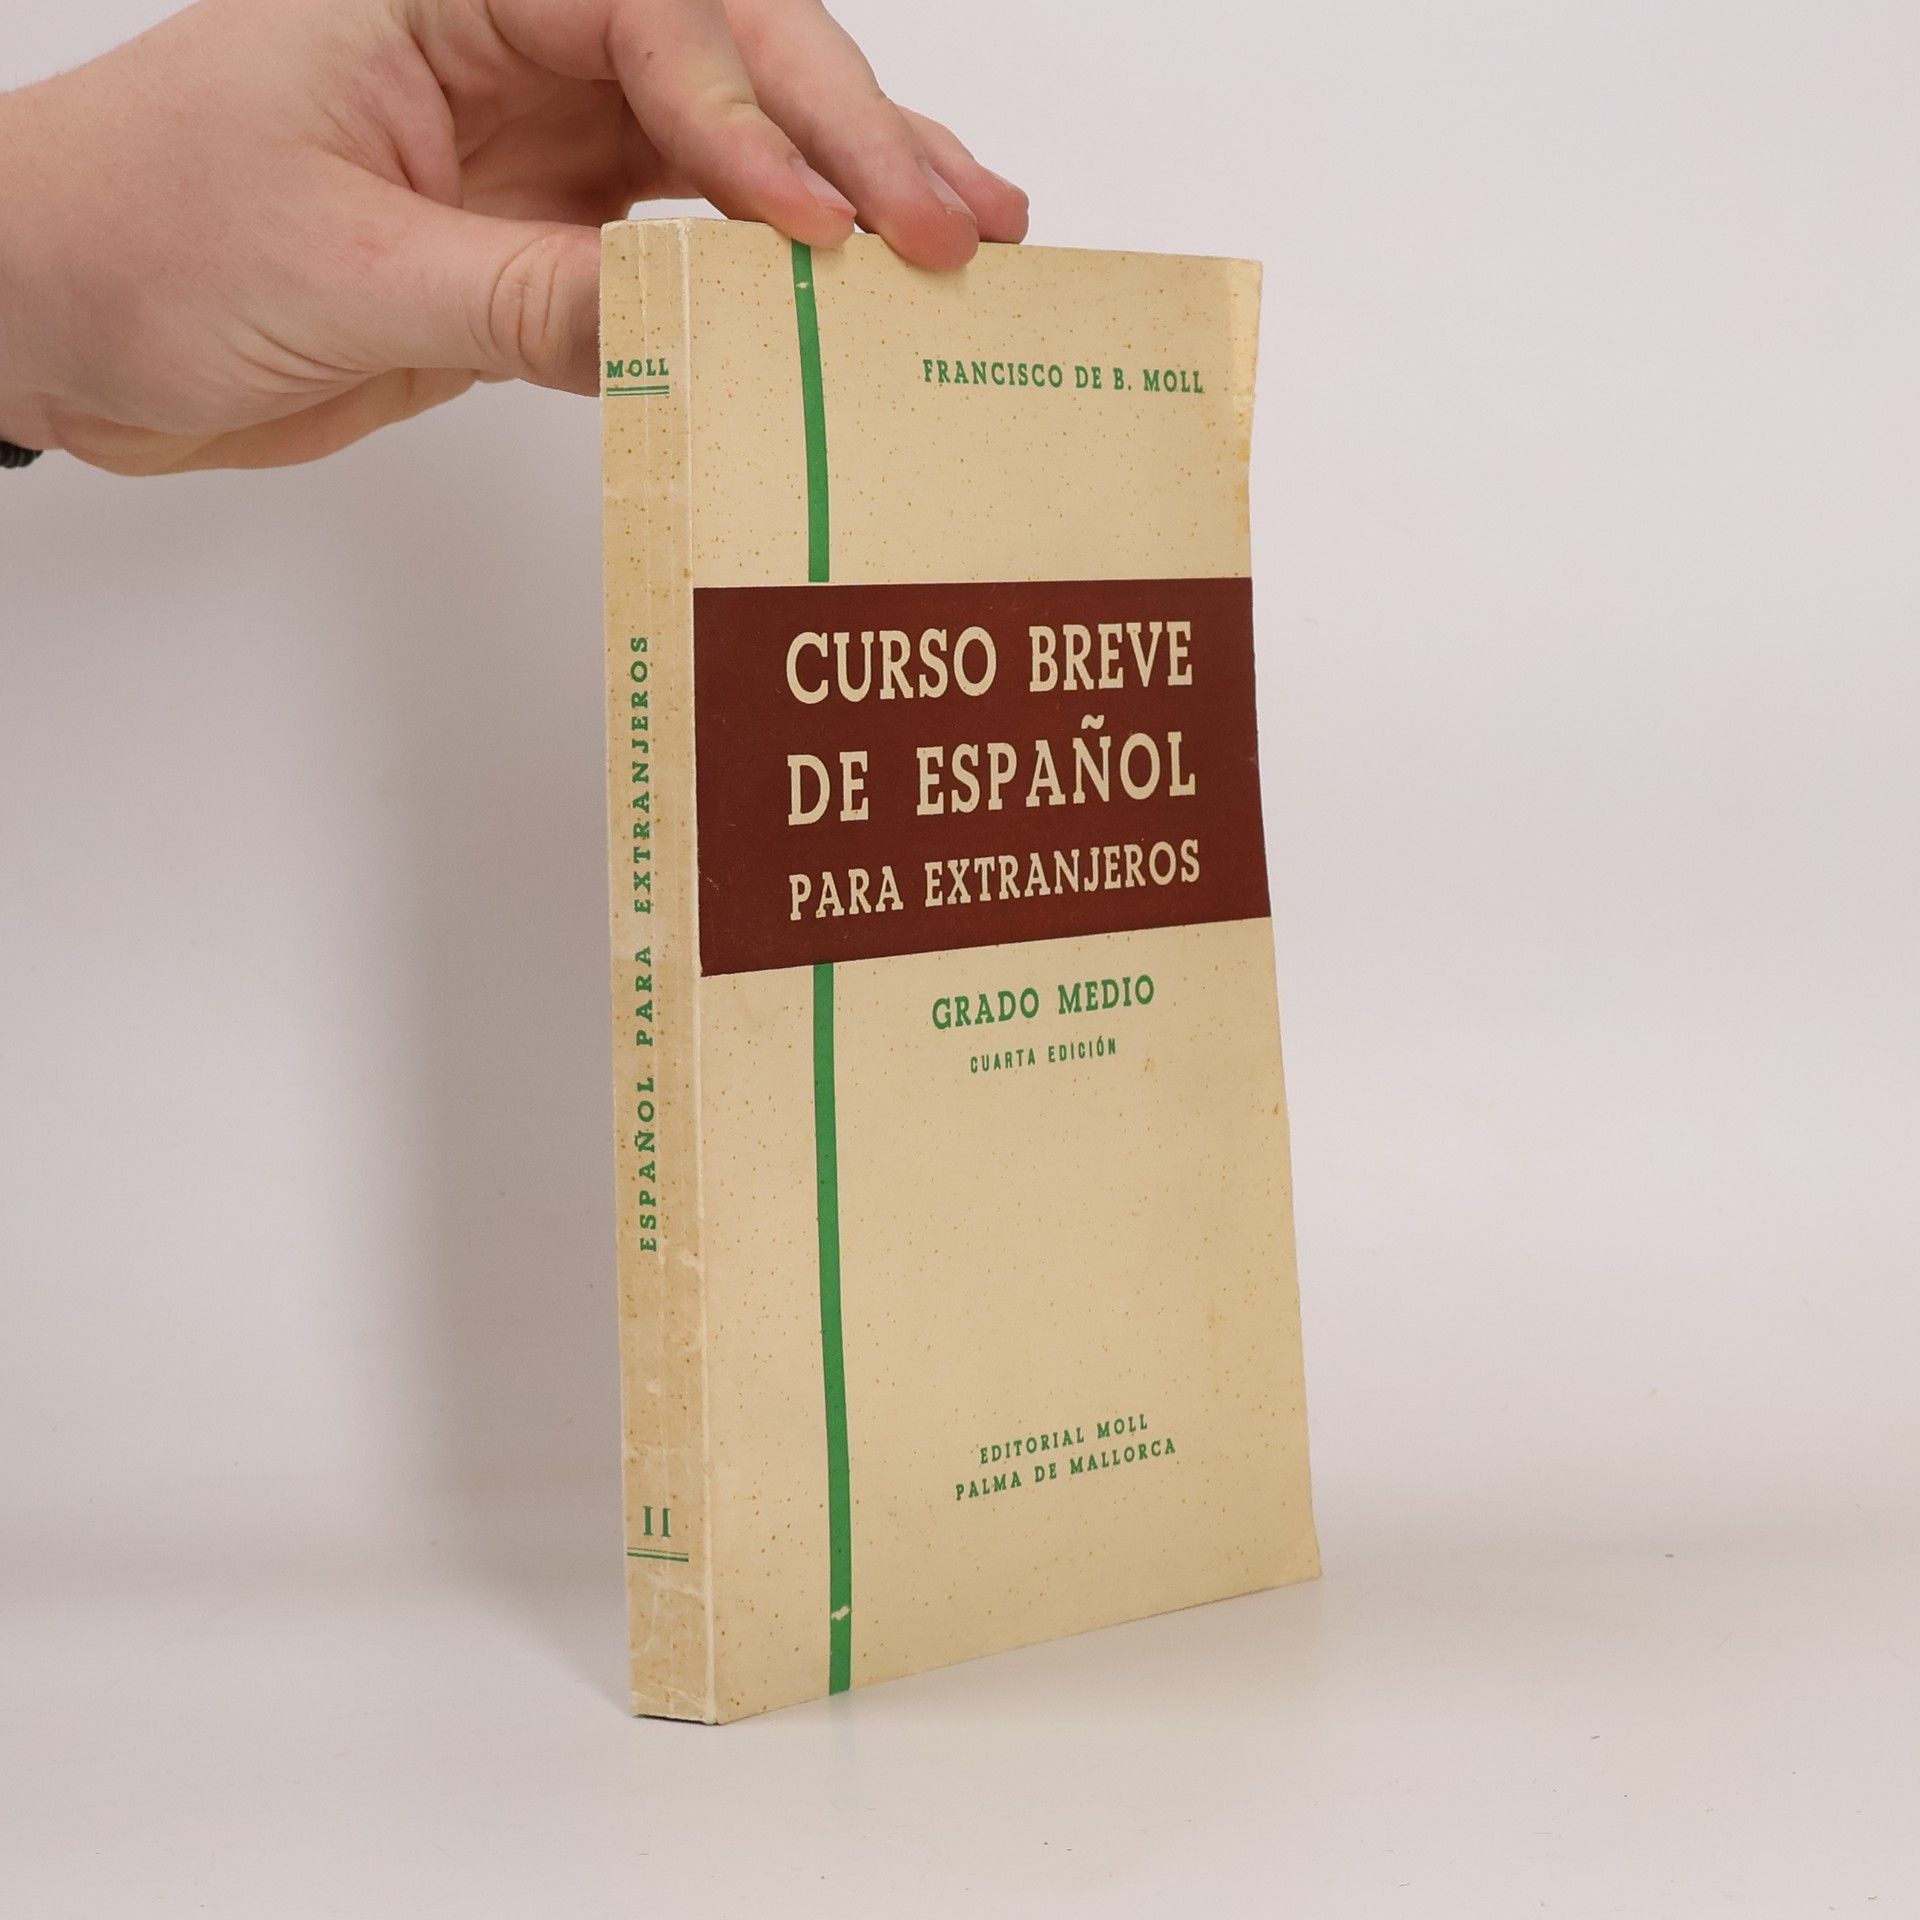 MOLL
ESPAÑOL PARA EXTRANJEROS
II
FRANCISCO DE B. MOLL
CURSO BREVE
DE ESPAÑOL
PARA EXTRANJEROS
GRADO MEDIO
CUARTA EDICIÓN
EDITORIAL MOLL
PALMA DE MALLORCA